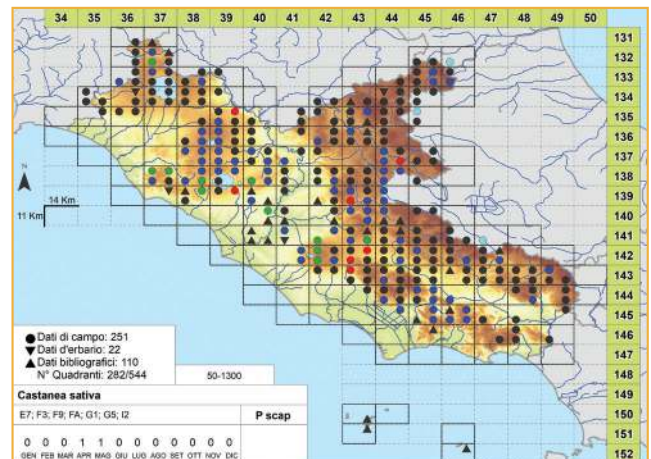 34 35 36 37 38 39 40 41 42 43 44 45 46 47 48 49 50
131
132
133
134
135
136
137
138
139
140
141
142
143
144
145
146
147
150
151
152
N
14 Km
11 Km
Dati di campo: 251
Dati d'erbario: 22
Dati bibliografici: 110
N° Quadranti: 282/544
50-1300
Castanea sativa
E7; F3; F9; FA; G1; G5; I2
P scap
0 0 0 1 1 0 0 0 0 0 0 0
GEN FEB MAR APR MAG GIU LUG AGO SET OTT NOV DIC